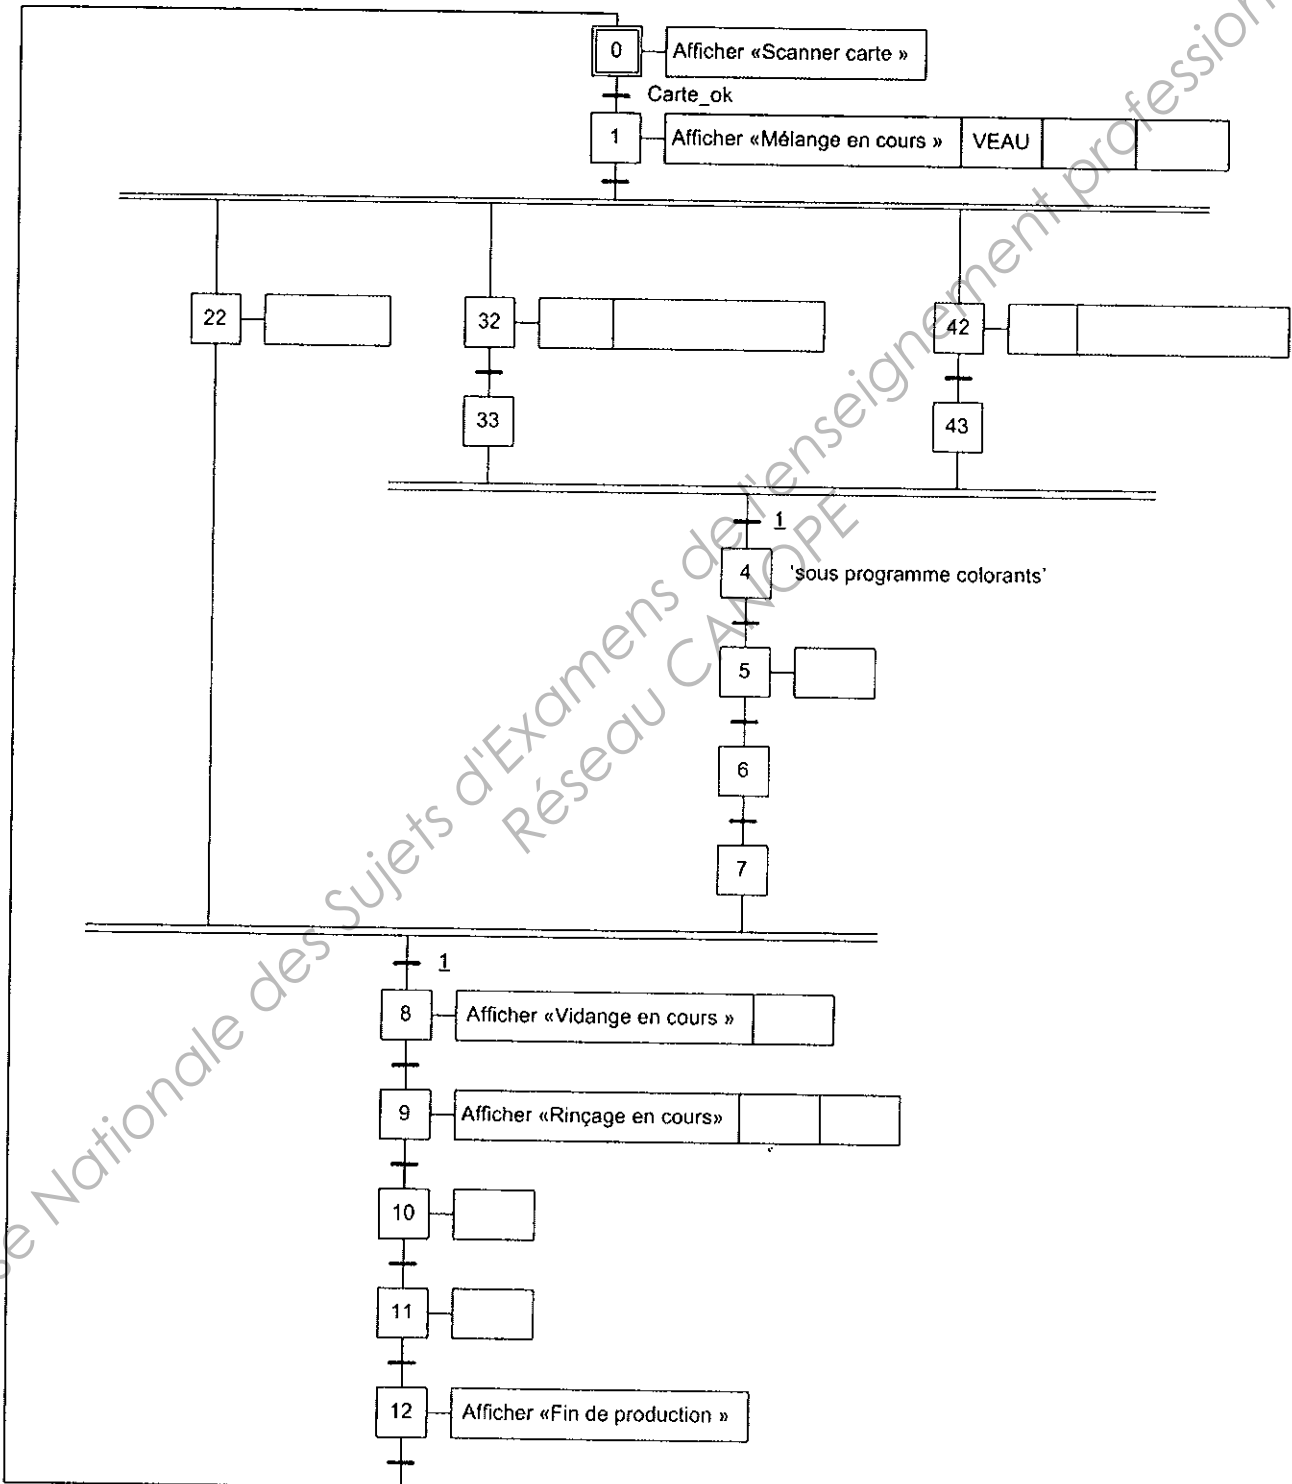 0 Afficher «Scanner carte »
Carte_ok
1 Afficher «Mélange en cours » VEAU
22 32 42
33 43
1
4 'sous programme colorants'
5
6
7
1
8 Afficher «Vidange en cours »
9 Afficher «Rinçage en cours»
10
11
12 Afficher «Fin de production »
Nationale des Sujets d'Examens de l'enseignement profession
Réseau CANOPE